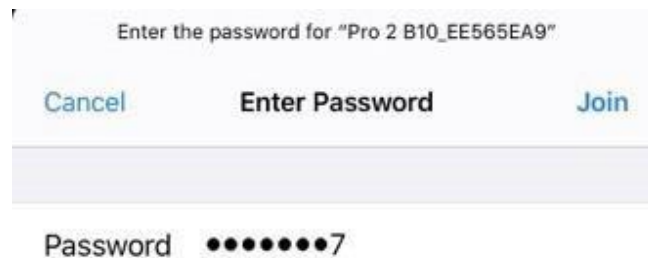 Enter the password for “Pro 2 B10_EE565EA9”
Cancel Enter Password Join
Password ●●●●●●●7